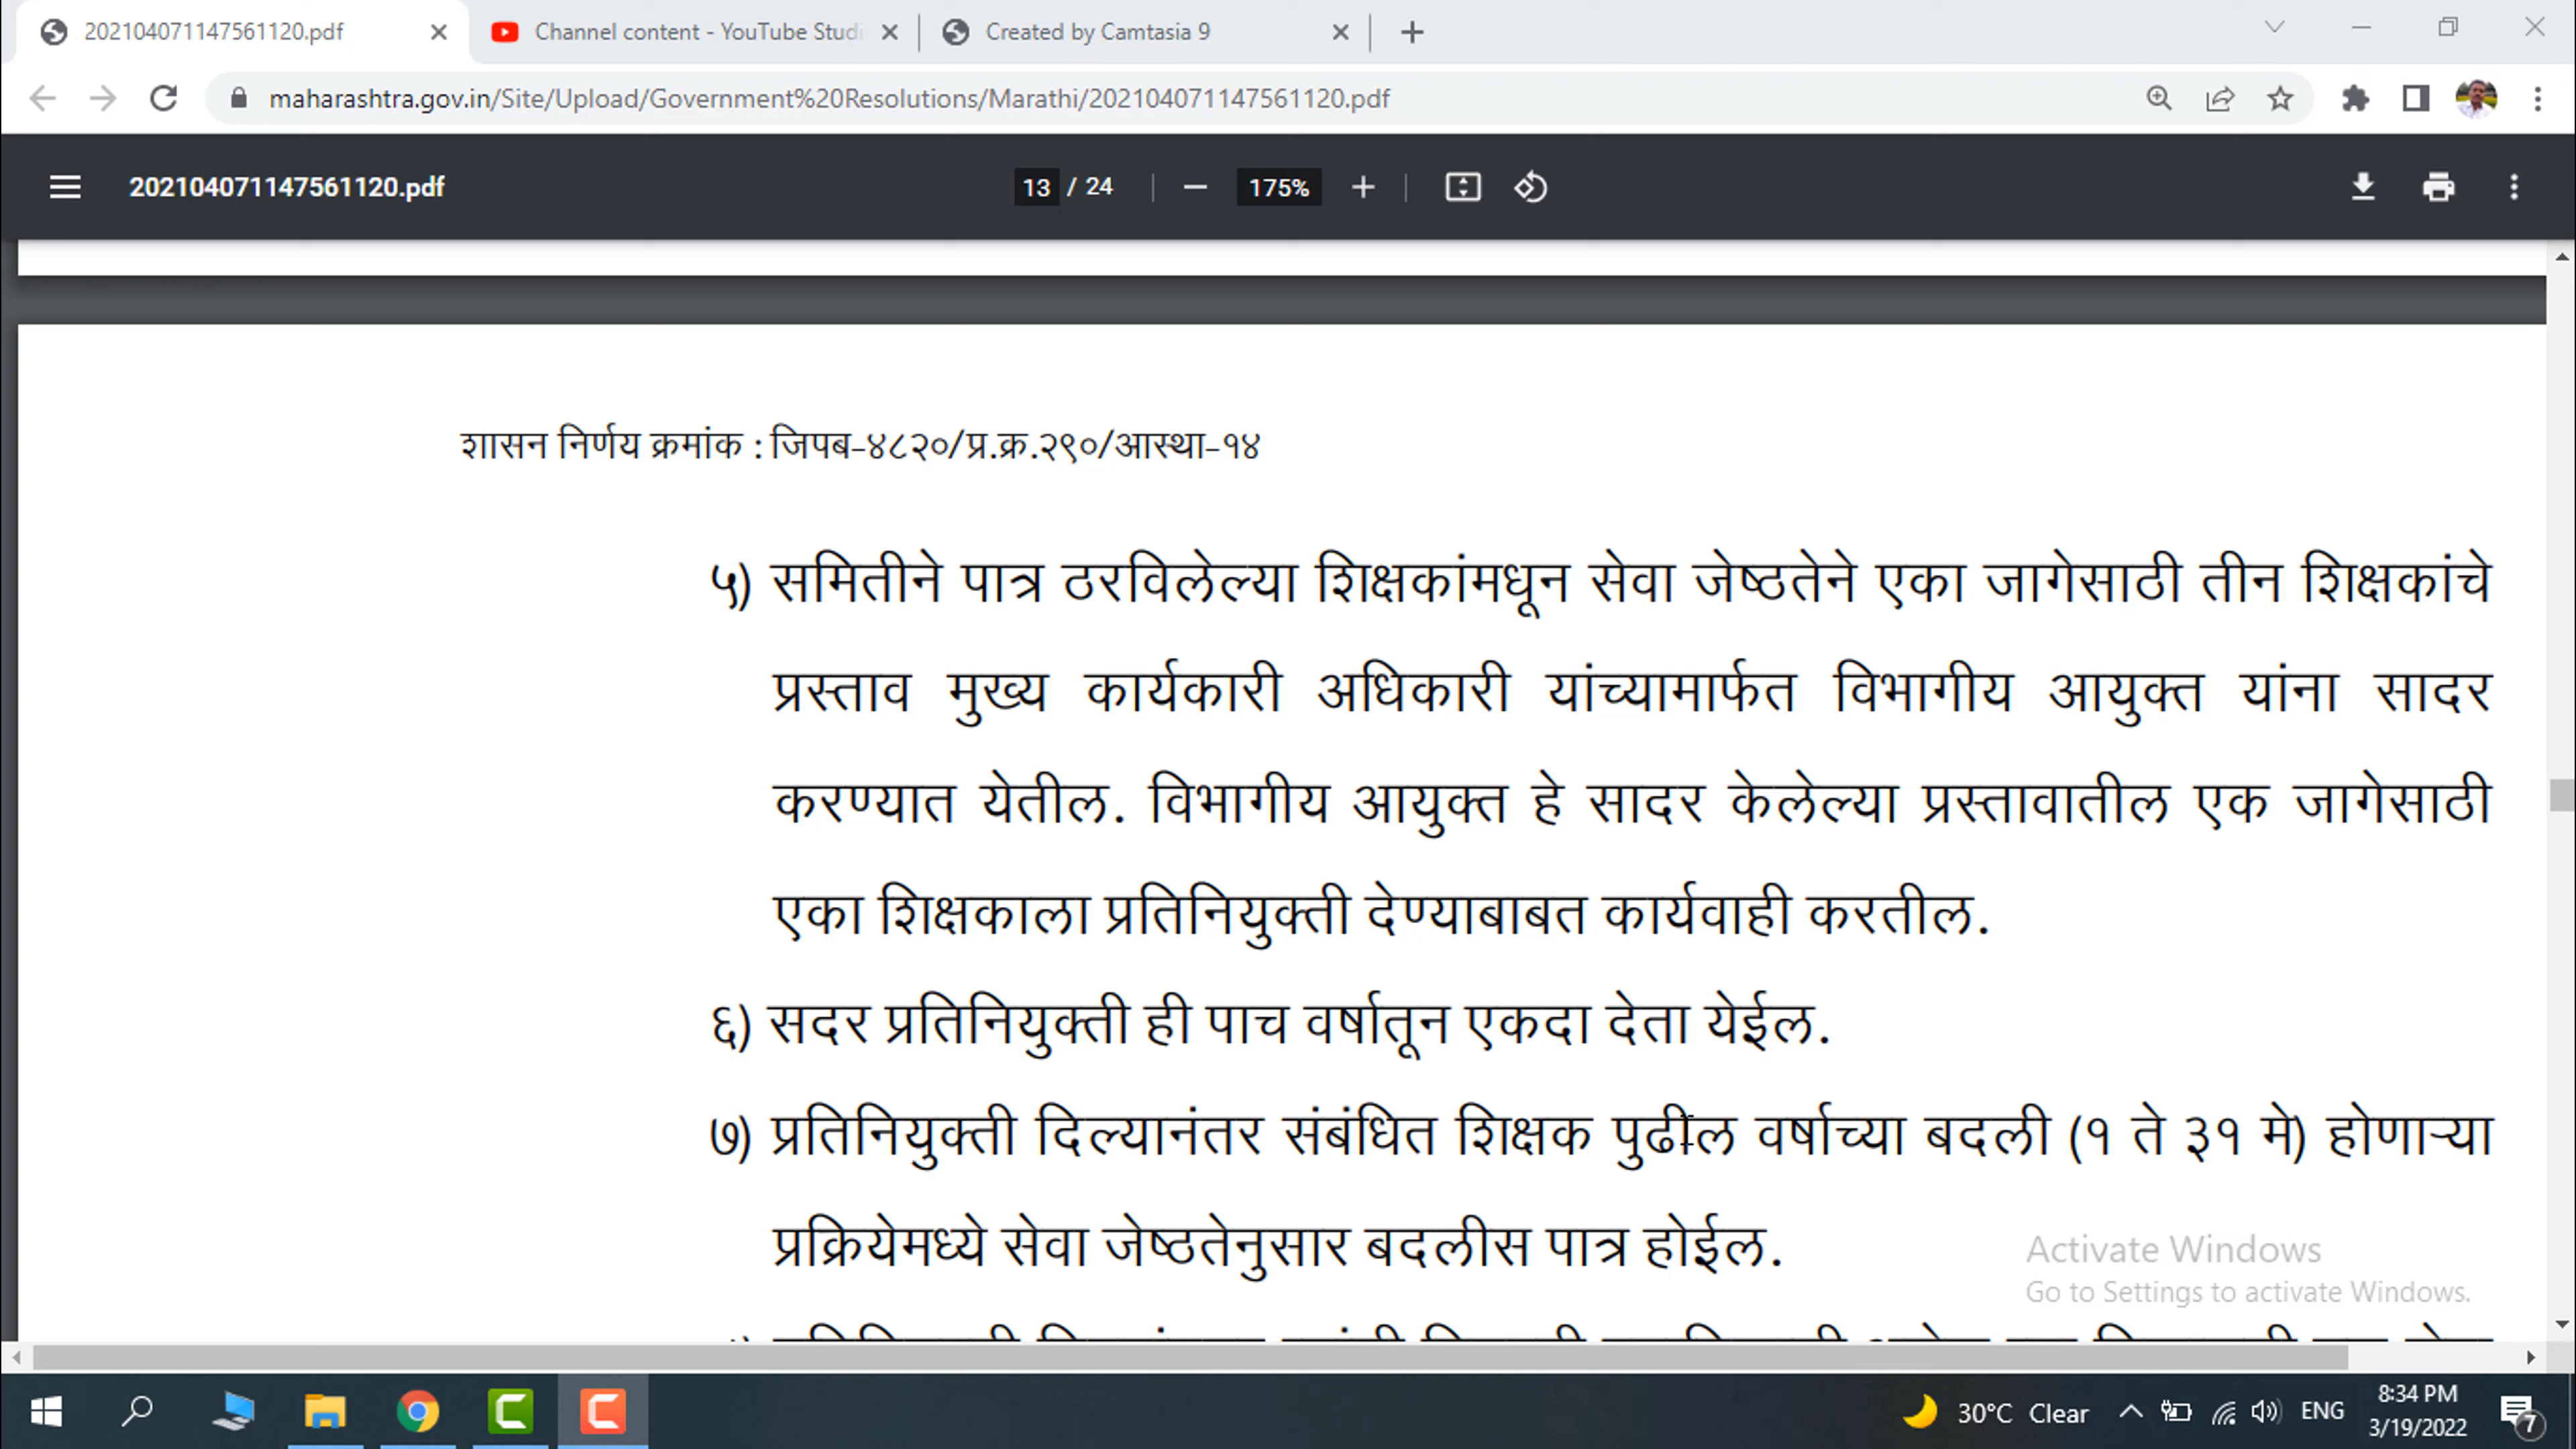 202104071147561120.pdf
Channel content - YouTube Studi
Created by Camtasia 9
maharashtra.gov.in/Site/Upload/Government%20Resolutions/Marathi/202104071147561120.pdf
202104071147561120.pdf
13 / 24
175%
शासन निर्णय क्रमांक : जिपब-४८२०/प्र.क्र.२९०/आस्था-१४
५) समितीने पात्र ठरविलेल्या शिक्षकांमधून सेवा जेष्ठतेने एका जागेसाठी तीन शिक्षकांचे
प्रस्ताव मुख्य कार्यकारी अधिकारी यांच्यामार्फत विभागीय आयुक्त यांना सादर
करण्यात येतील. विभागीय आयुक्त हे सादर केलेल्या प्रस्तावातील एक जागेसाठी
एका शिक्षकाला प्रतिनियुक्ती देण्याबाबत कार्यवाही करतील.
६) सदर प्रतिनियुक्ती ही पाच वर्षातून एकदा देता येईल.
७) प्रतिनियुक्ती दिल्यानंतर संबंधित शिक्षक पुढील वर्षाच्या बदली (१ ते ३१ मे) होणाऱ्या
प्रक्रियेमध्ये सेवा जेष्ठतेनुसार बदलीस पात्र होईल.
Activate Windows
Go to Settings to activate Windows.
30°C Clear
ENG
8:34 PM
3/19/2022
7